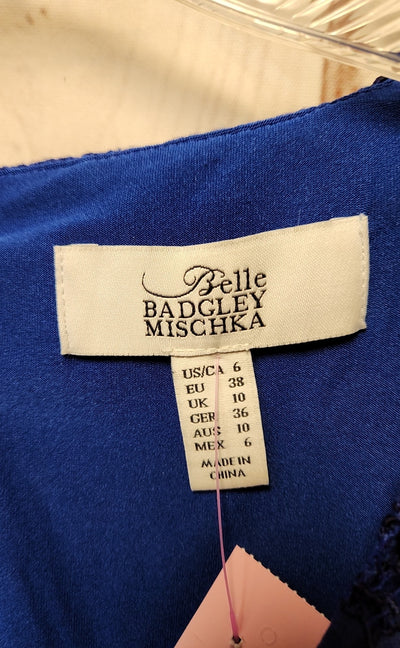 Belle
BADGLEY
MISCHKA
US/CA 6
EU 38
UK 10
GER 36
AUS 10
MEX 6
MADE IN
CHINA